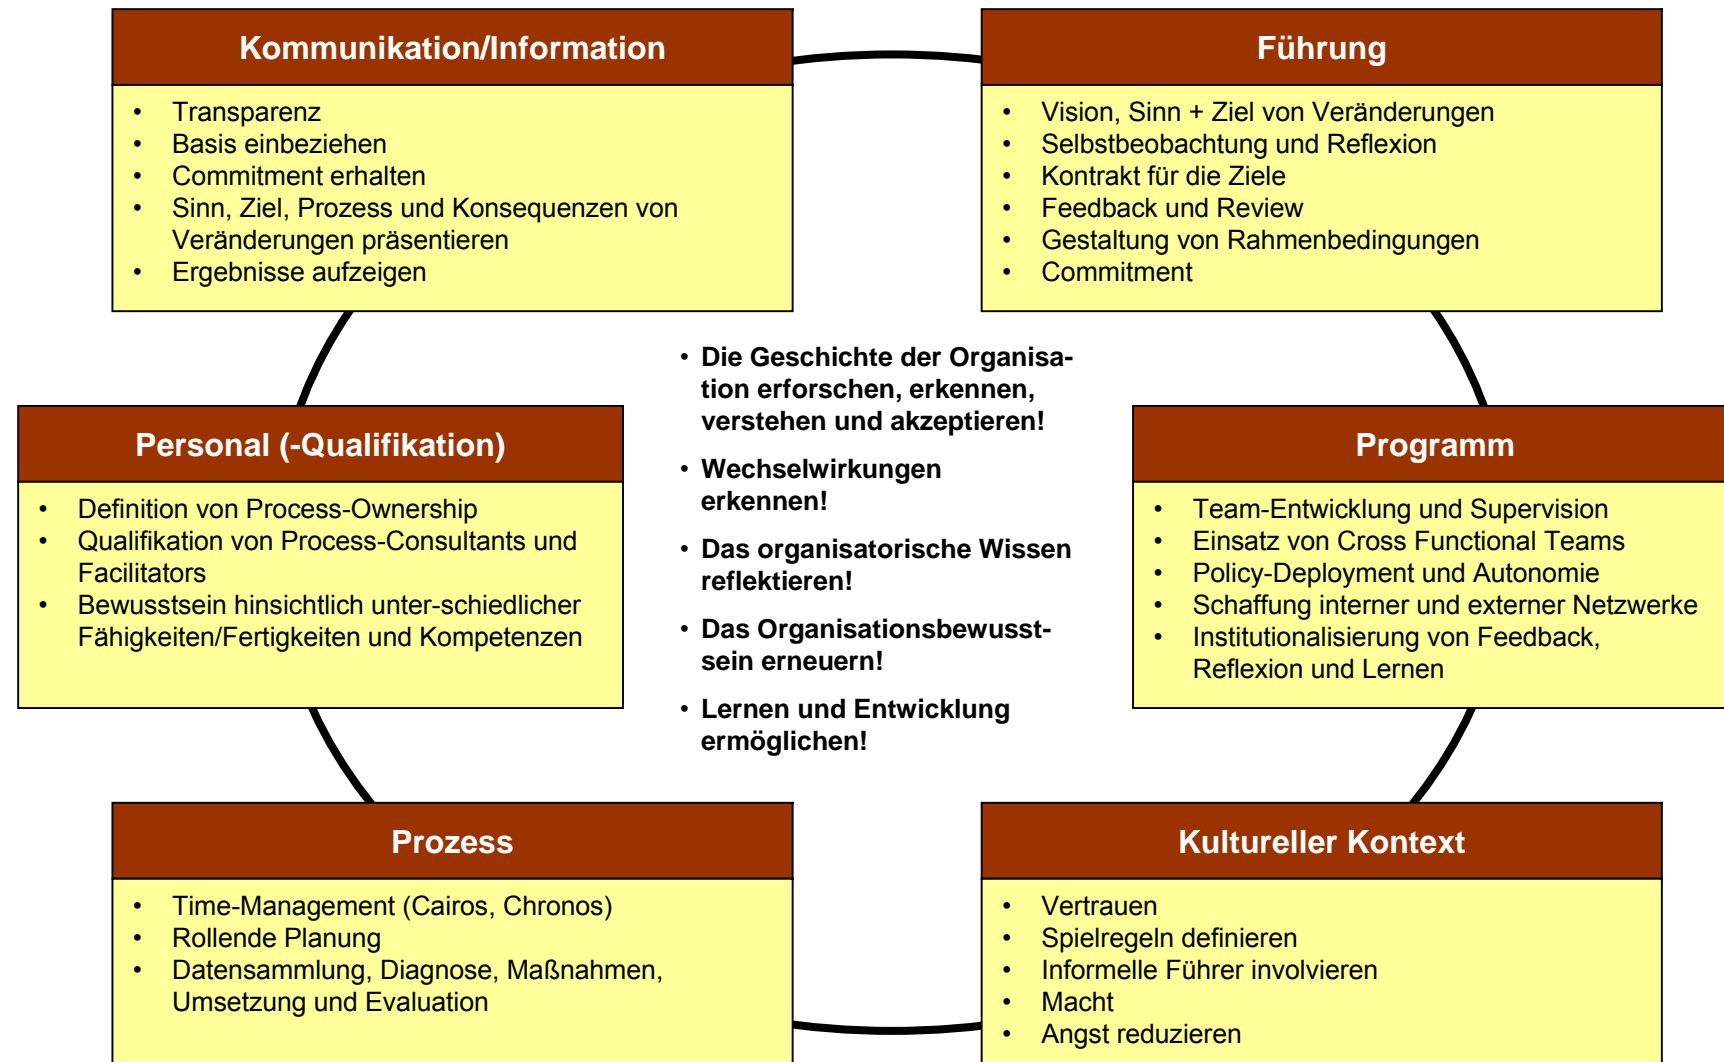 Kommunikation/Information
• Transparenz
• Basis einbeziehen
• Commitment erhalten
• Sinn, Ziel, Prozess und Konsequenzen von
Veränderungen präsentieren
• Ergebnisse aufzeigen
Führung
• Vision, Sinn + Ziel von Veränderungen
• Selbstbeobachtung und Reflexion
• Kontrakt für die Ziele
• Feedback und Review
• Gestaltung von Rahmenbedingungen
• Commitment
Personal (-Qualifikation)
• Definition von Process-Ownership
• Qualifikation von Process-Consultants und
Facilitators
• Bewusstsein hinsichtlich unter-schiedlicher
Fähigkeiten/Fertigkeiten und Kompetenzen
• Die Geschichte der Organisa-
tion erforschen, erkennen,
verstehen und akzeptieren!
• Wechselwirkungen
erkennen!
• Das organisatorische Wissen
reflektieren!
• Das Organisationsbewusst-
sein erneuern!
• Lernen und Entwicklung
ermöglichen!
Programm
• Team-Entwicklung und Supervision
• Einsatz von Cross Functional Teams
• Policy-Deployment und Autonomie
• Schaffung interner und externer Netzwerke
• Institutionalisierung von Feedback,
Reflexion und Lernen
Prozess
• Time-Management (Cairos, Chronos)
• Rollende Planung
• Datensammlung, Diagnose, Maßnahmen,
Umsetzung und Evaluation
Kultureller Kontext
• Vertrauen
• Spielregeln definieren
• Informelle Führer involvieren
• Macht
• Angst reduzieren